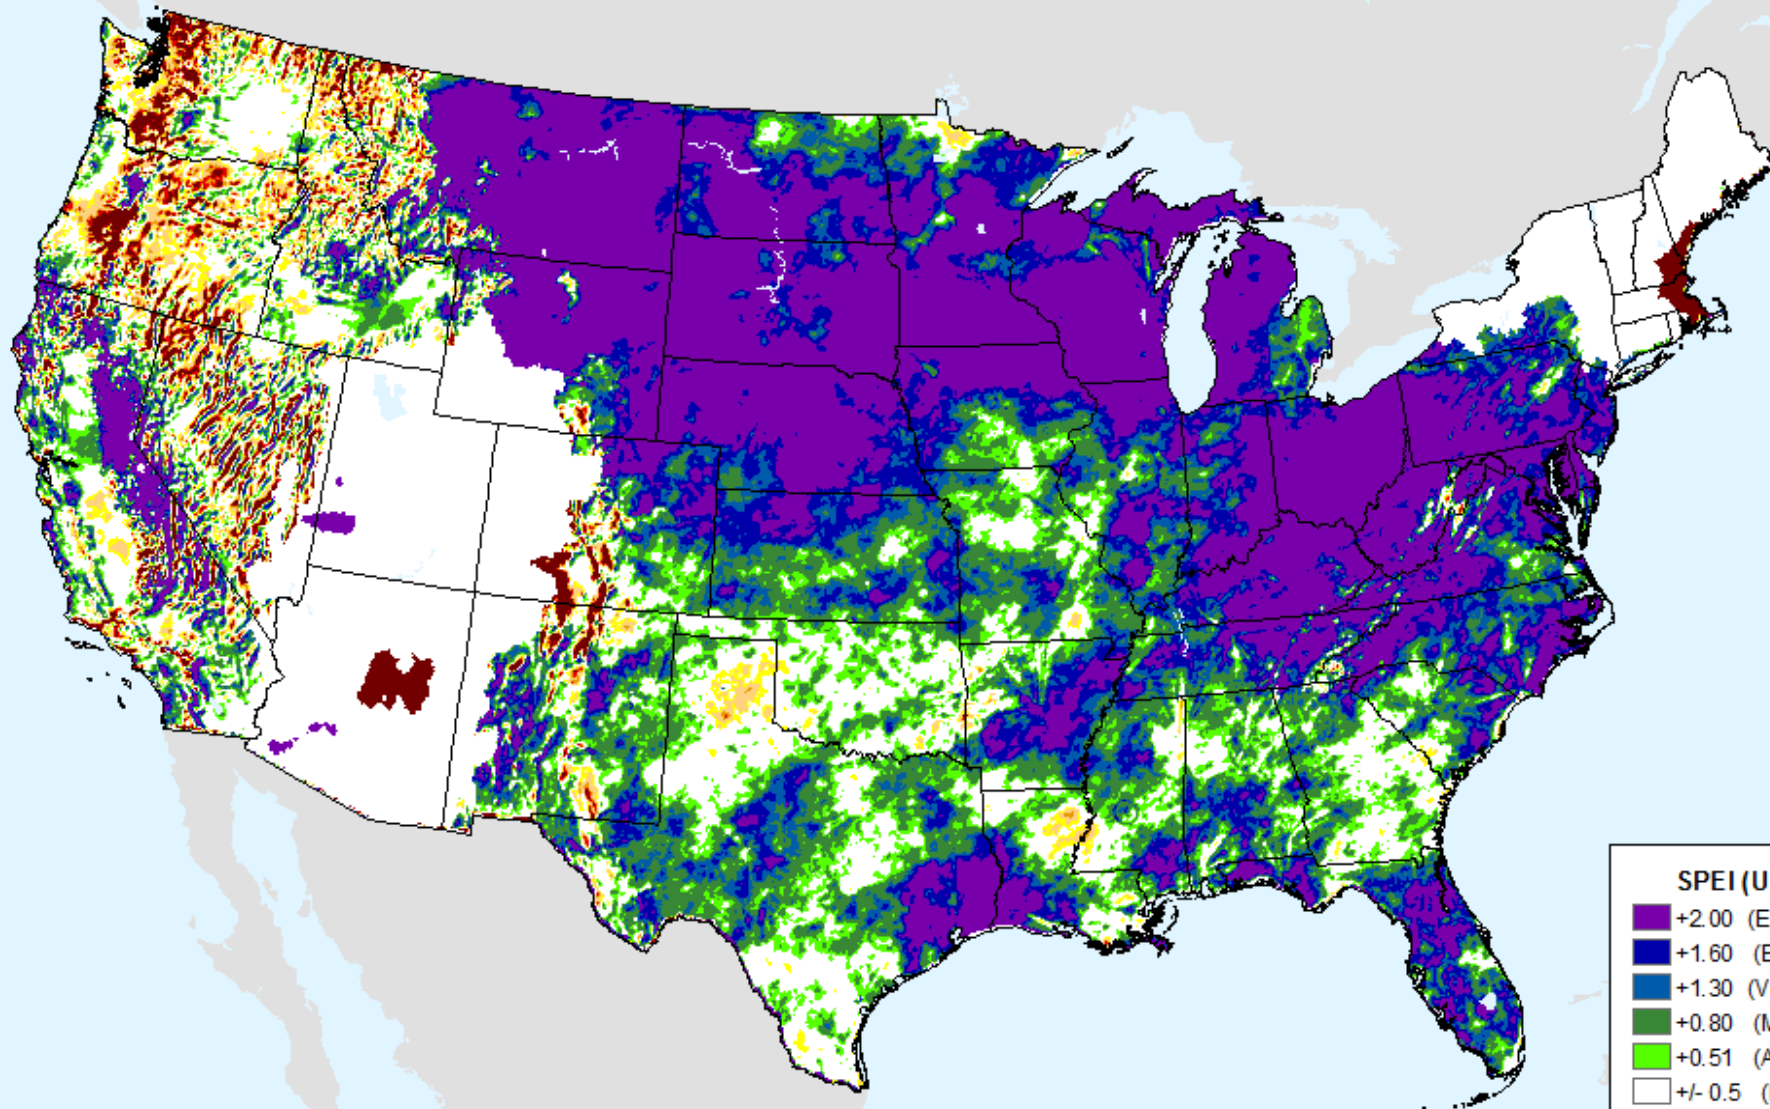 SPEI (U
+2.00 (E
+1.60 (E
+1.30 (V
+0.80 (M
+0.51 (A
+/- 0.5 (